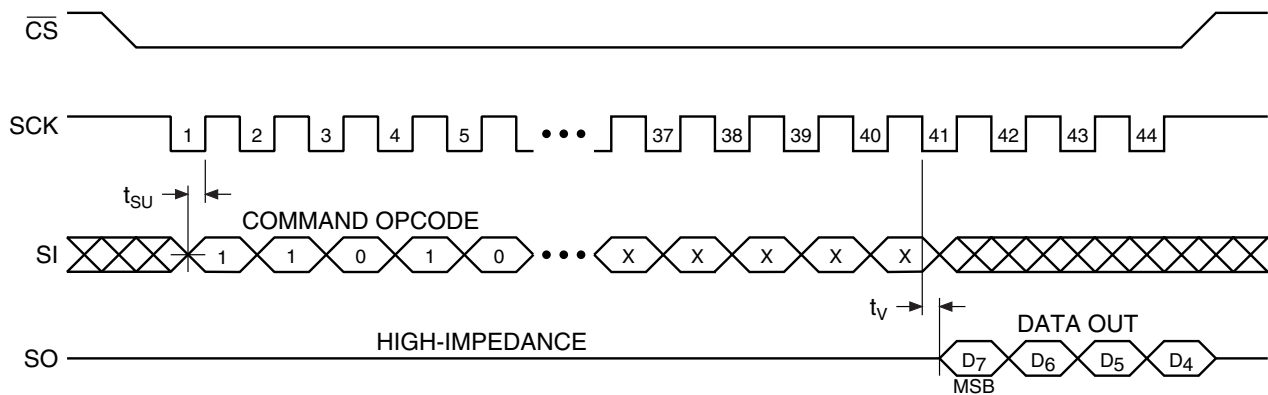 CS
SCK 1 2 3 4 5 ••• 37 38 39 40 41 42 43 44
tSU
COMMAND OPCODE
SI 1 1 0 1 0 ••• X X X X X
tV
HIGH-IMPEDANCE
DATA OUT
SO D7 D6 D5 D4
MSB